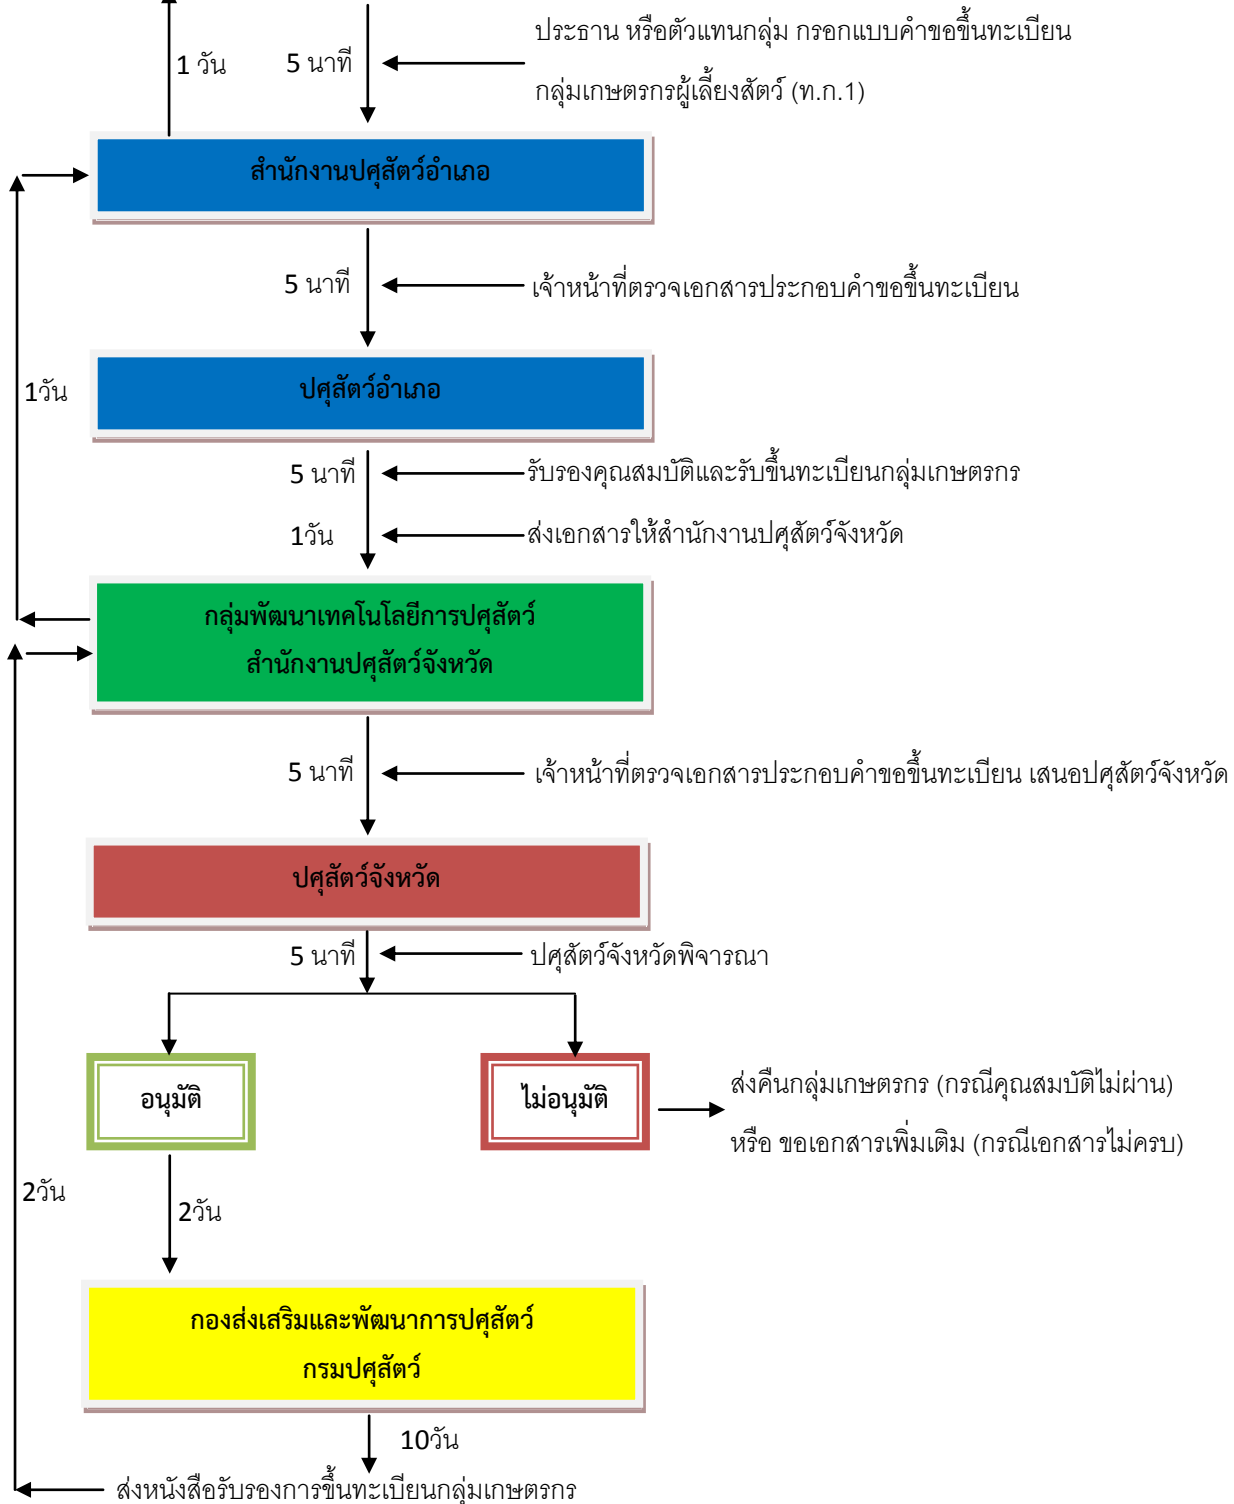 ประธาน หรือตัวแทนกลุ่ม กรอกแบบคำขอขึ้นทะเบียน
1 วัน
5 นาที
กลุ่มเกษตรกรผู้เลี้ยงสัตว์ (ท.ก.1)
สำนักงานปศุสัตว์อำเภอ
5 นาที
เจ้าหน้าที่ตรวจเอกสารประกอบคำขอขึ้นทะเบียน
ปศุสัตว์อำเภอ
1วัน
5 นาที
รับรองคุณสมบัติและรับขึ้นทะเบียนกลุ่มเกษตรกร
1วัน
ส่งเอกสารให้สำนักงานปศุสัตว์จังหวัด
กลุ่มพัฒนาเทคโนโลยีการปศุสัตว์
สำนักงานปศุสัตว์จังหวัด
5 นาที
เจ้าหน้าที่ตรวจเอกสารประกอบคำขอขึ้นทะเบียน เสนอปศุสัตว์จังหวัด
ปศุสัตว์จังหวัด
5 นาที
ปศุสัตว์จังหวัดพิจารณา
อนุมัติ
ไม่อนุมัติ
ส่งคืนกลุ่มเกษตรกร (กรณีคุณสมบัติไม่ผ่าน)
หรือ ขอเอกสารเพิ่มเติม (กรณีเอกสารไม่ครบ)
2วัน
2วัน
กองส่งเสริมและพัฒนาการปศุสัตว์
กรมปศุสัตว์
10วัน
ส่งหนังสือรับรองการขึ้นทะเบียนกลุ่มเกษตรกร